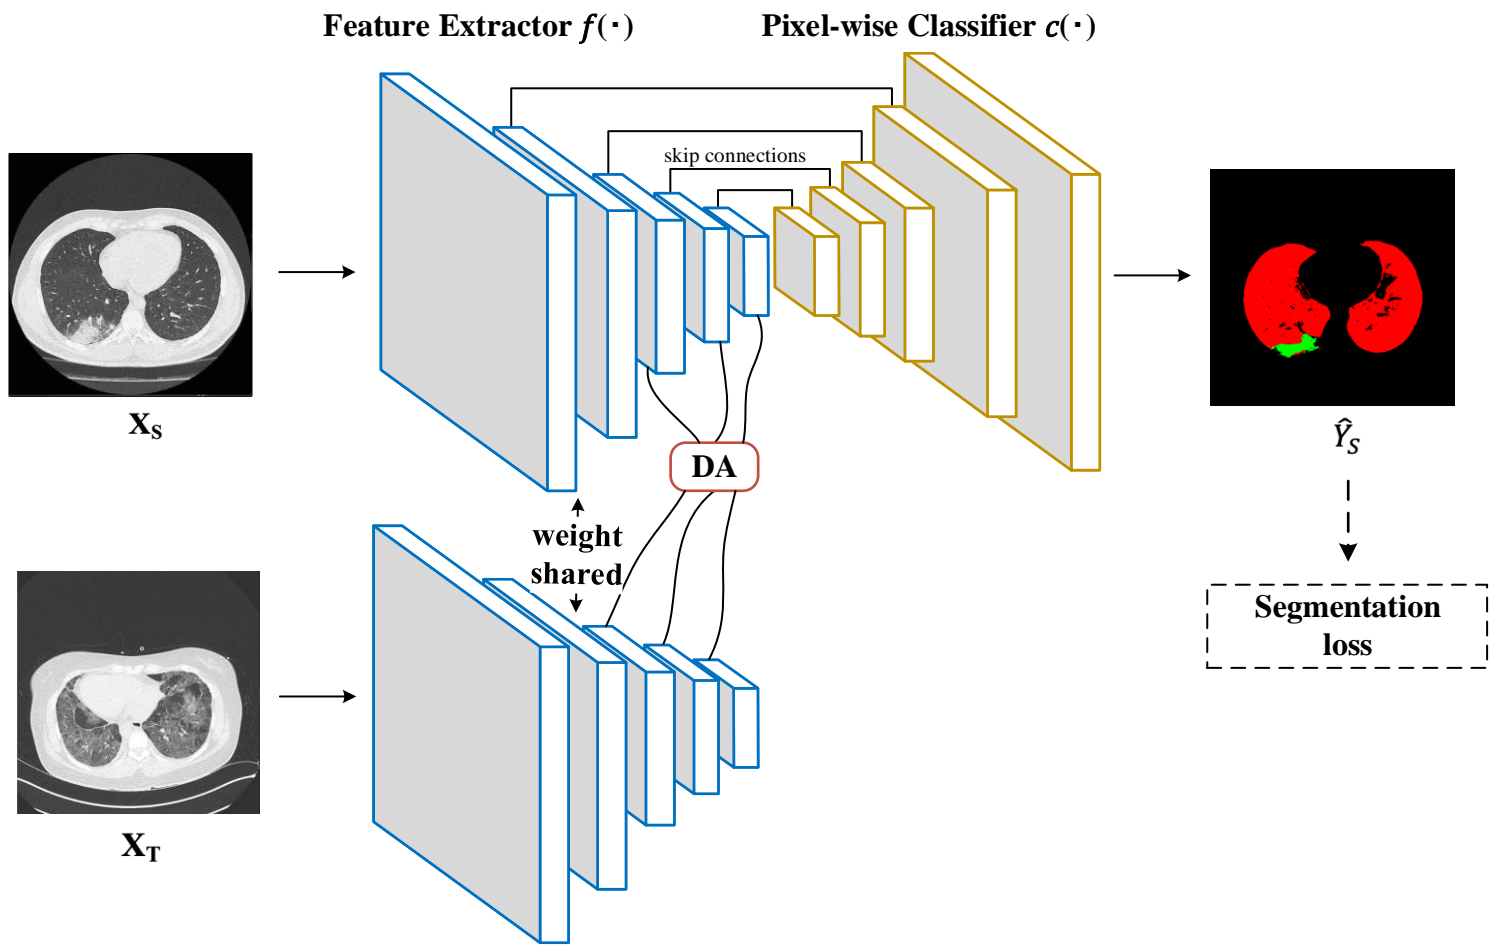 Feature Extractor f(·)
Pixel-wise Classifier c(·)
skip connections
X_S
DA
Ŷ_S
weight
shared
Segmentation
loss
X_T